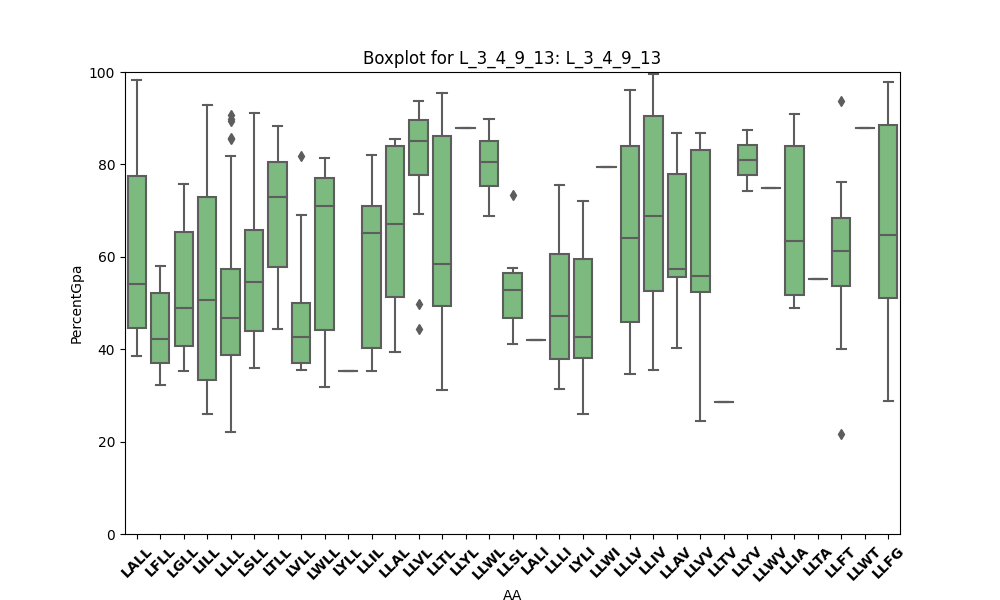 Boxplot for L_3_4_9_13: L_3_4_9_13
100
80
60
40
20
0
PercentGpa
LALL LFLL LGLL LILL LLLL LSLL LTLL LVLL LWLL LYLL LLIL LLAL LLVL LLTL LLYL LLWL LLSL LALI LLLI LYLI LLWI LLLV LLIV LLAV LLVV LLTV LLYV LLWV LLIA LLTA LLFT LLWT LLFG
AA